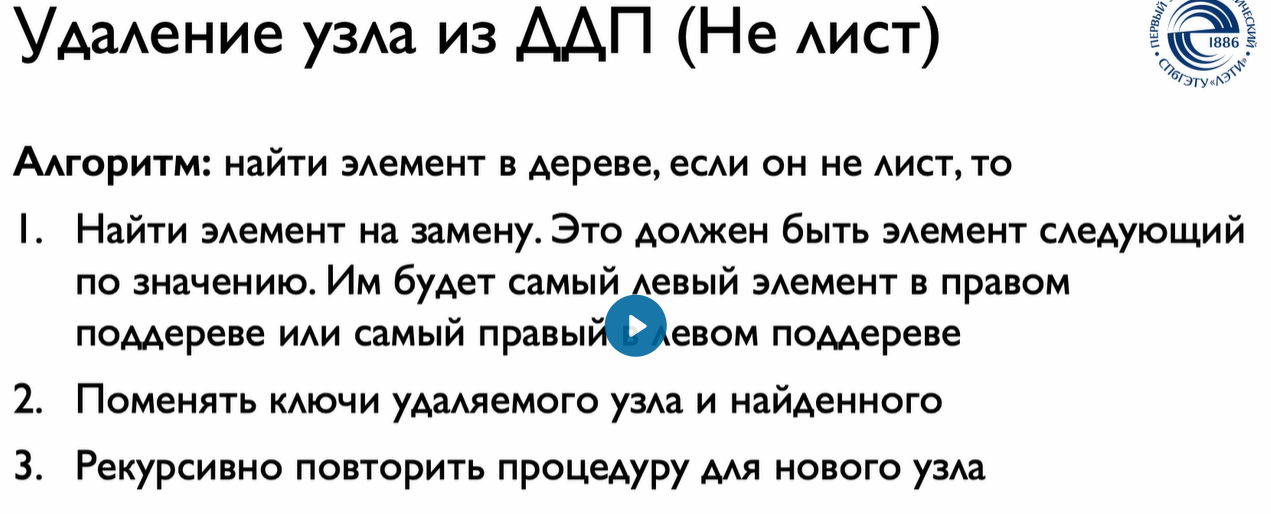 Удаление узла из ДДП (Не лист)
1886
СПбГЭТУ «ЛЭТИ»
Алгоритм: найти элемент в дереве, если он не лист, то
1. Найти элемент на замену. Это должен быть элемент следующий
по значению. Им будет самый левый элемент в правом
поддереве или самый правый в левом поддереве
2. Поменять ключи удаляемого узла и найденного
3. Рекурсивно повторить процедуру для нового узла